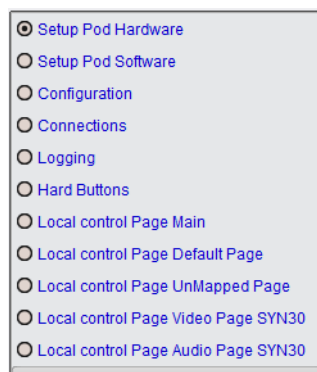 Setup Pod Hardware
Setup Pod Software
Configuration
Connections
Logging
Hard Buttons
Local control Page Main
Local control Page Default Page
Local control Page UnMapped Page
Local control Page Video Page SYN30
Local control Page Audio Page SYN30